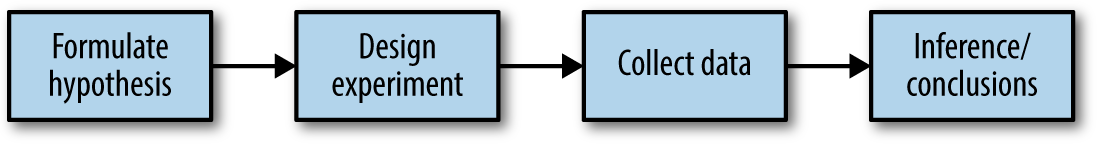 Formulate
hypothesis
Design
experiment
Collect data
Inference/
conclusions